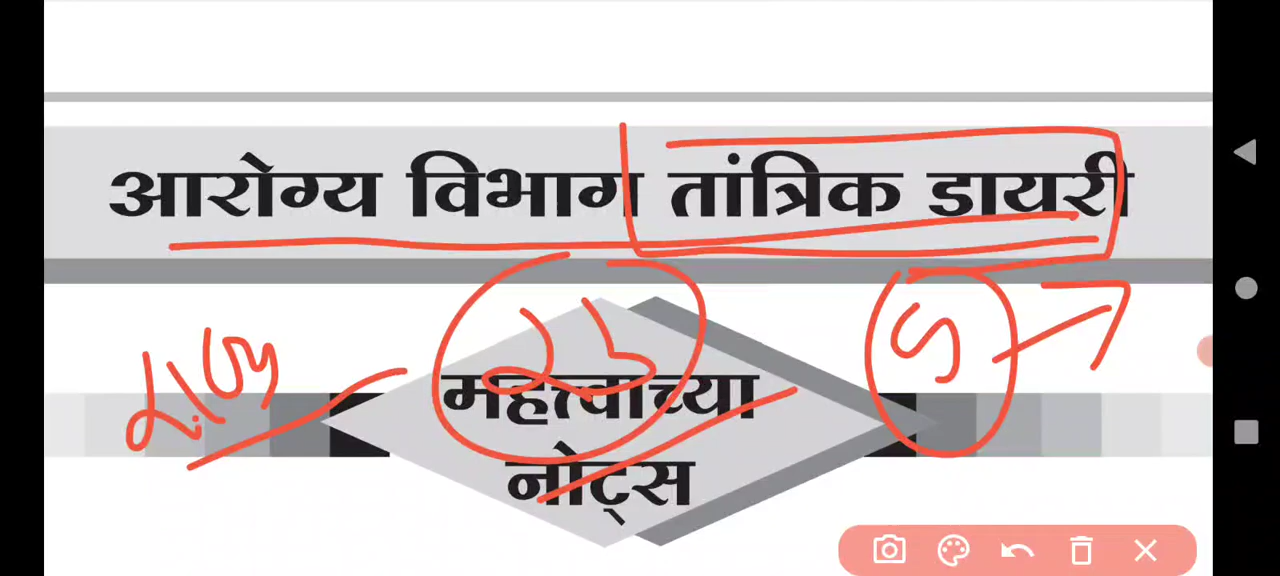 आरोग्य विभाग तांत्रिक डायरी
महत्त्वाच्या
नोट्स